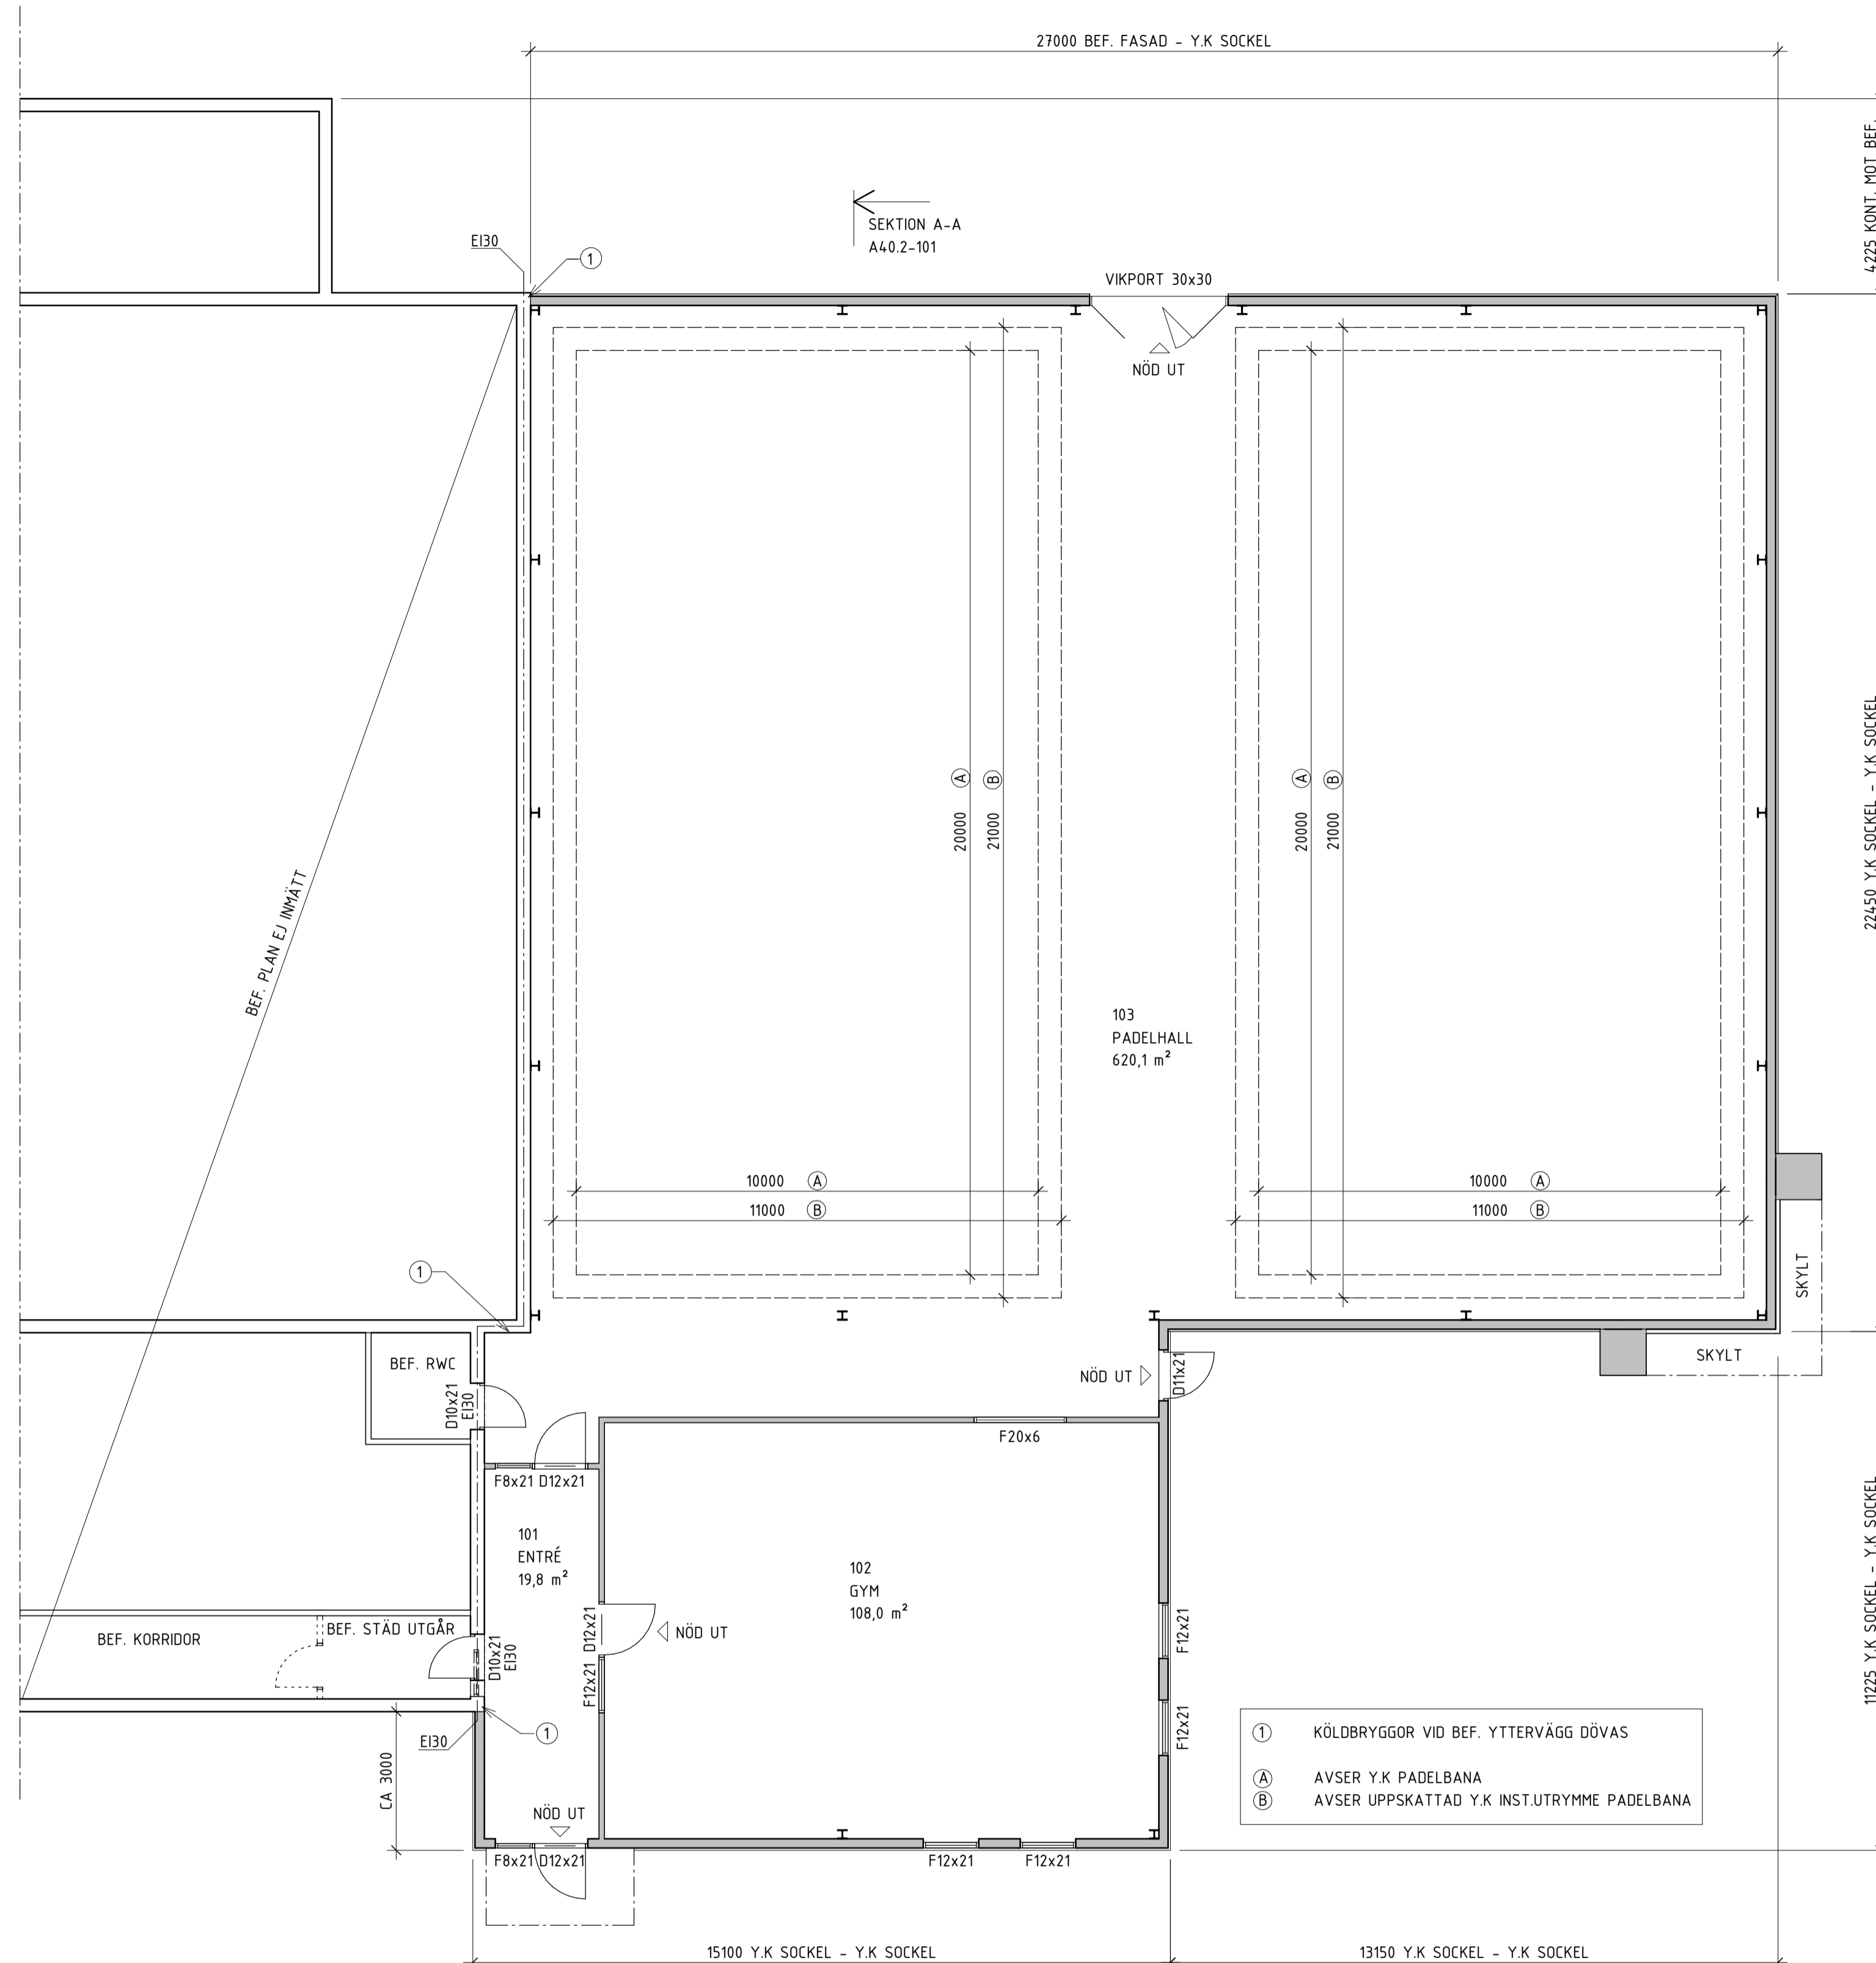 27000 BEF. FASAD - Y.K SOCKEL
4225 KONT. MOT BEF.
SEKTION A-A
A40.2-101
EI30
1
VIKPORT 30x30
NÖD UT
22450 Y.K SOCKEL - Y.K SOCKEL
20000 A
21000 B
20000 A
21000 B
BEF. PLAN EJ INMÄTT
103
PADELHALL
620,1 m²
10000 A
11000 B
10000 A
11000 B
1
SKYLT
SKYLT
BEF. RWC
D10x21
EI30
NÖD UT
D11x21
F20x6
F8x21 D12x21
101
ENTRÉ
19,8 m²
102
GYM
108,0 m²
11225 Y.K SOCKEL - Y.K SOCKEL
BEF. KORRIDOR
BEF. STÄD UTGÅR
D10x21
EI30
D12x21
NÖD UT
F12x21
F12x21
F12x21
EI30
1
CA 3000
NÖD UT
F8x21 D12x21
F12x21
F12x21
1 KÖLDBRYGGOR VID BEF. YTTERVÄGG DÖVAS
A AVSER Y.K PADELBANA
B AVSER UPPSKATTAD Y.K INST.UTRYMME PADELBANA
15100 Y.K SOCKEL - Y.K SOCKEL
13150 Y.K SOCKEL - Y.K SOCKEL